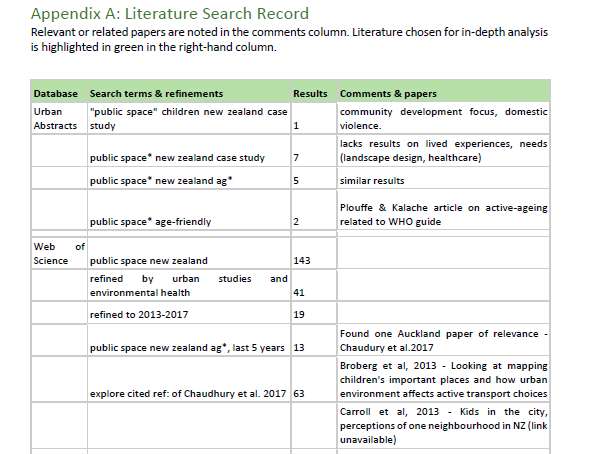 Appendix A: Literature Search Record
Relevant or related papers are noted in the comments column. Literature chosen for in-depth analysis
is highlighted in green in the right-hand column.
Database Search terms & refinements Results Comments & papers
Urban Abstracts "public space" children new zealand case study 1 community development focus, domestic violence.
public space* new zealand case study 7 lacks results on lived experiences, needs (landscape design, healthcare)
public space* new zealand ag* 5 similar results
public space* age-friendly 2 Plouffe & Kalache article on active-ageing related to WHO guide
Web of Science public space new zealand 143
refined by urban studies and environmental health 41
refined to 2013-2017 19
public space new zealand ag*, last 5 years 13 Found one Auckland paper of relevance - Chaudury et al.2017
explore cited ref: of Chaudhury et al. 2017 63 Broberg et al, 2013 - Looking at mapping children's important places and how urban environment affects active transport choices
Carroll et al, 2013 - Kids in the city, perceptions of one neighbourhood in NZ (link unavailable)